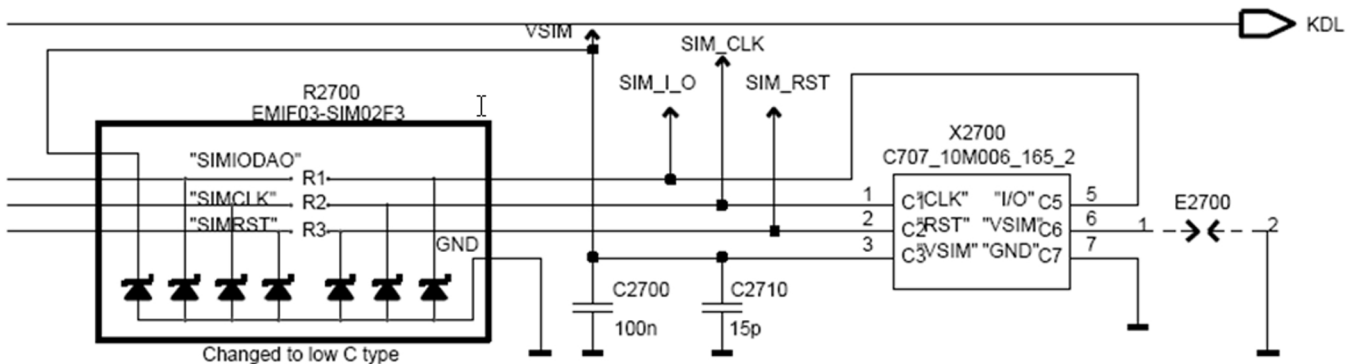 KDL
VSIM
SIM_CLK
SIM_I_O
SIM_RST
R2700
EMIF03-SIM02F3
X2700
C707_10M006_165_2
"SIMIODAO"
R1
"SIMCLK"
R2
"SIMRST"
R3
GND
1
C1
"CLK"
"I/O"
C5
5
2
C2
"RST"
"VSIM"
C6
6
3
C3
"VSIM"
"GND"
C7
7
E2700
1
2
C2700
100n
C2710
15p
Changed to low C type